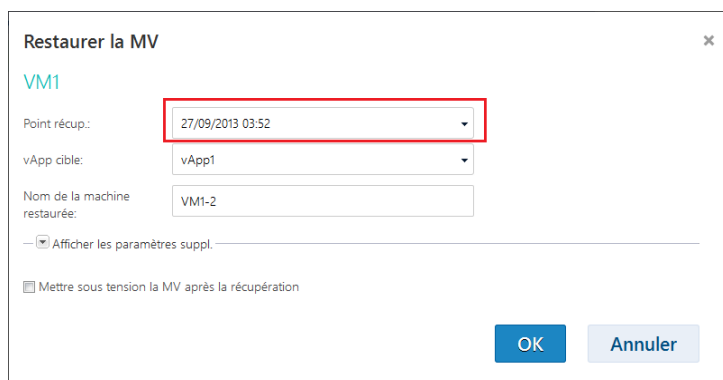 Restaurer la MV
VM1
Point récup.: 27/09/2013 03:52
vApp cible: vApp1
Nom de la machine
restaurée: VM1-2
Afficher les paramètres suppl.
Mettre sous tension la MV après la récupération
OK Annuler